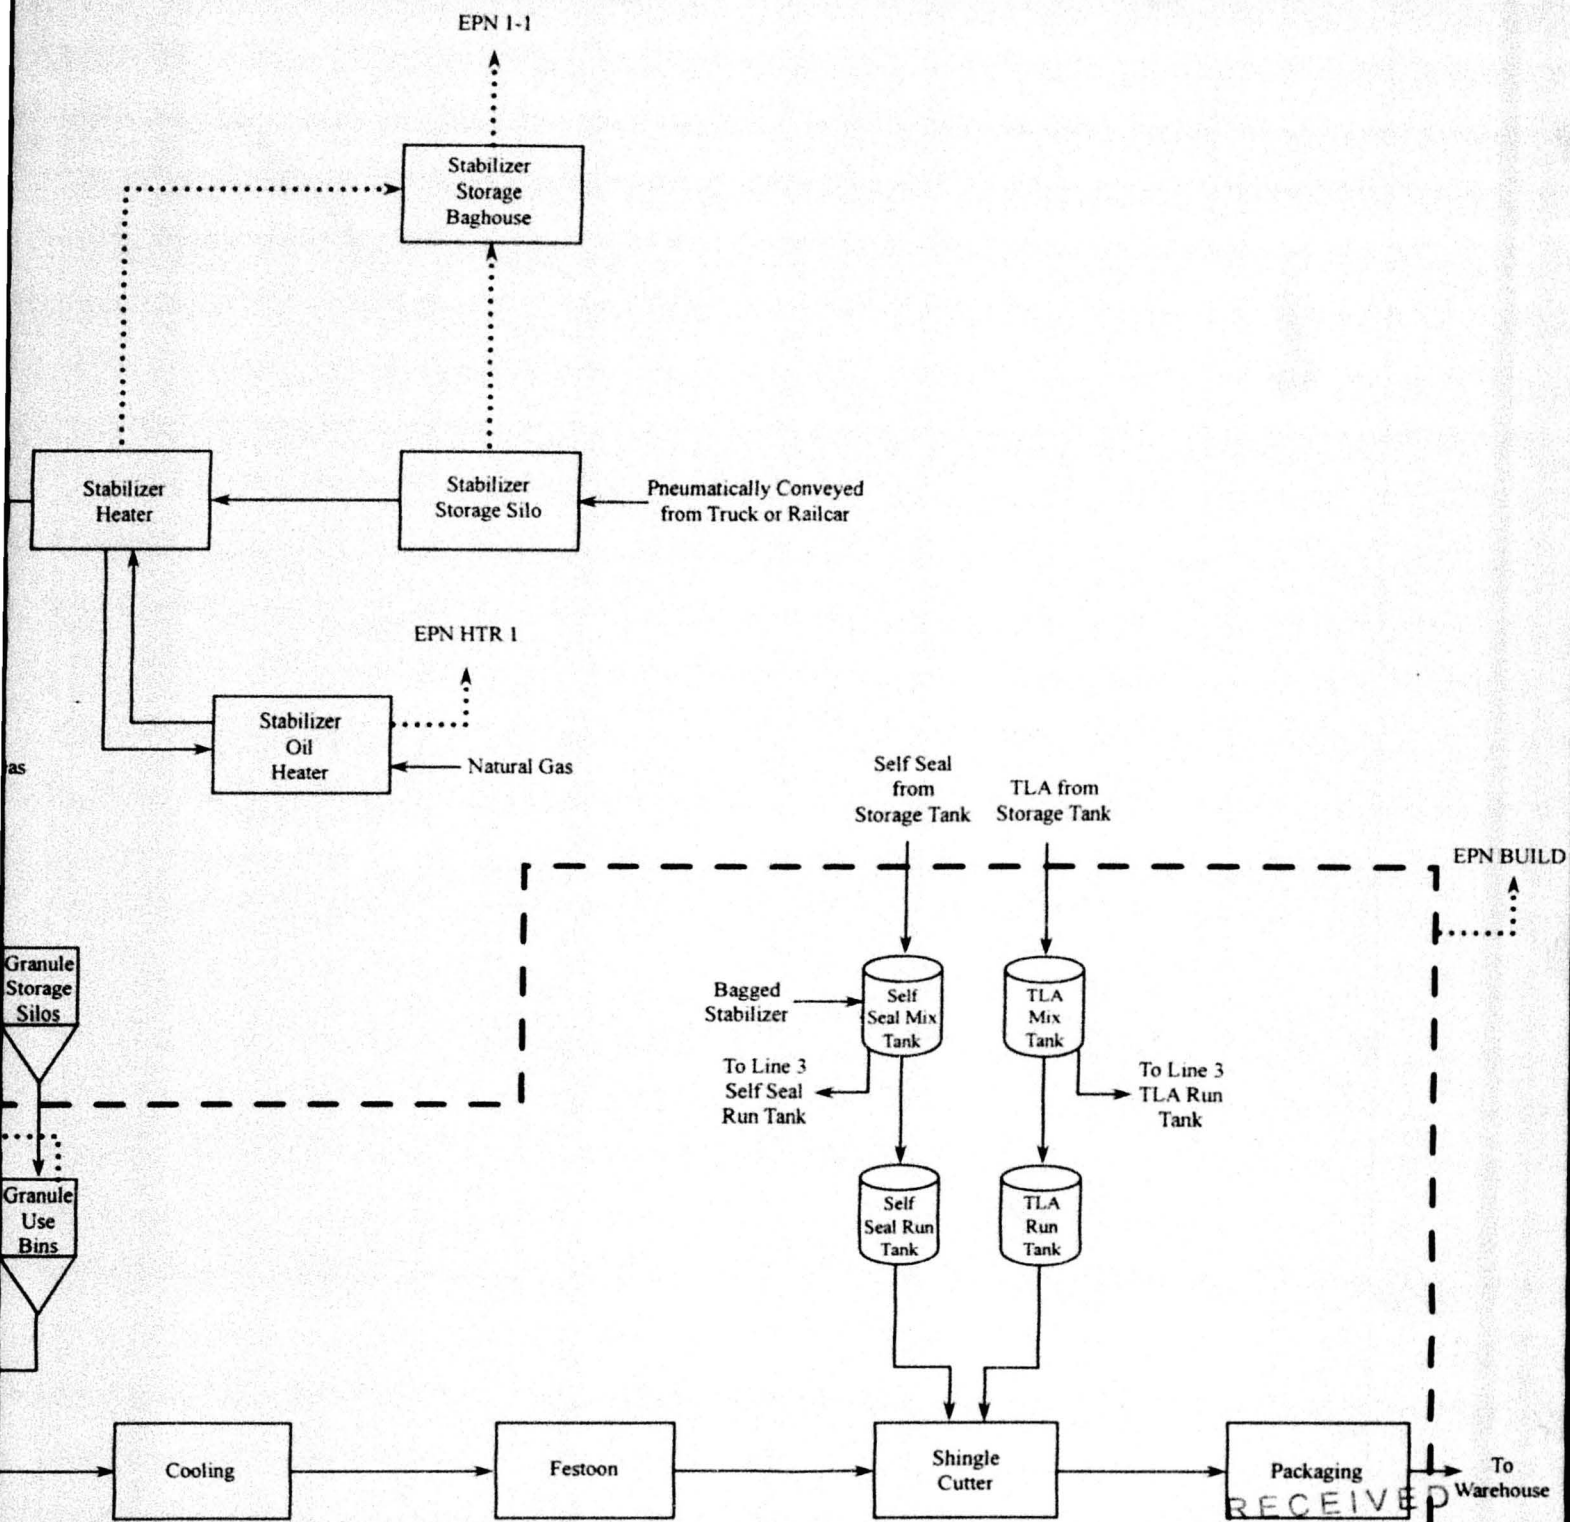 EPN 1-1
Stabilizer
Storage
Baghouse
Stabilizer
Heater
Stabilizer
Storage Silo
Pneumatically Conveyed
from Truck or Railcar
EPN HTR 1
Stabilizer
Oil
Heater
Natural Gas
as
Self Seal
from
Storage Tank
TLA from
Storage Tank
EPN BUILD
Granule
Storage
Silos
Bagged
Stabilizer
Self
Seal Mix
Tank
TLA
Mix
Tank
To Line 3
Self Seal
Run Tank
To Line 3
TLA Run
Tank
Granule
Use
Bins
Self
Seal Run
Tank
TLA
Run
Tank
Cooling
Festoon
Shingle
Cutter
Packaging
To
Warehouse
RECEIVED